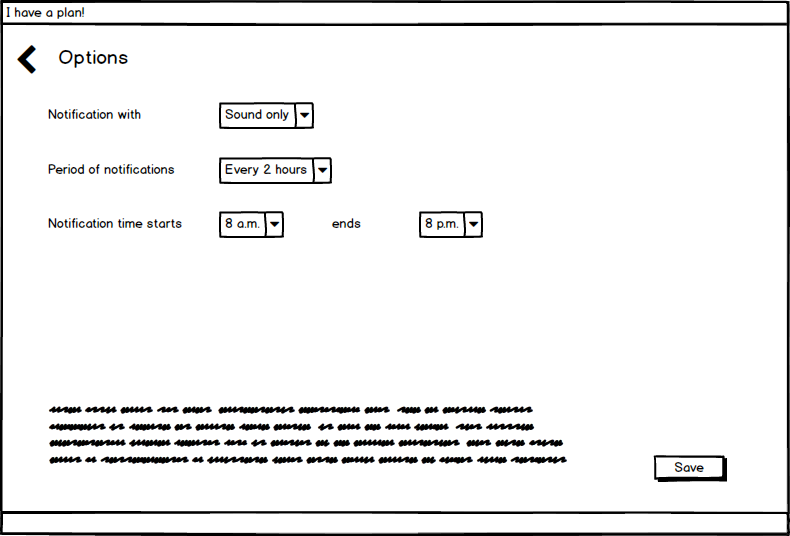 I have a plan!
Options
Notification with Sound only
Period of notifications Every 2 hours
Notification time starts 8 a.m. ends 8 p.m.
Save